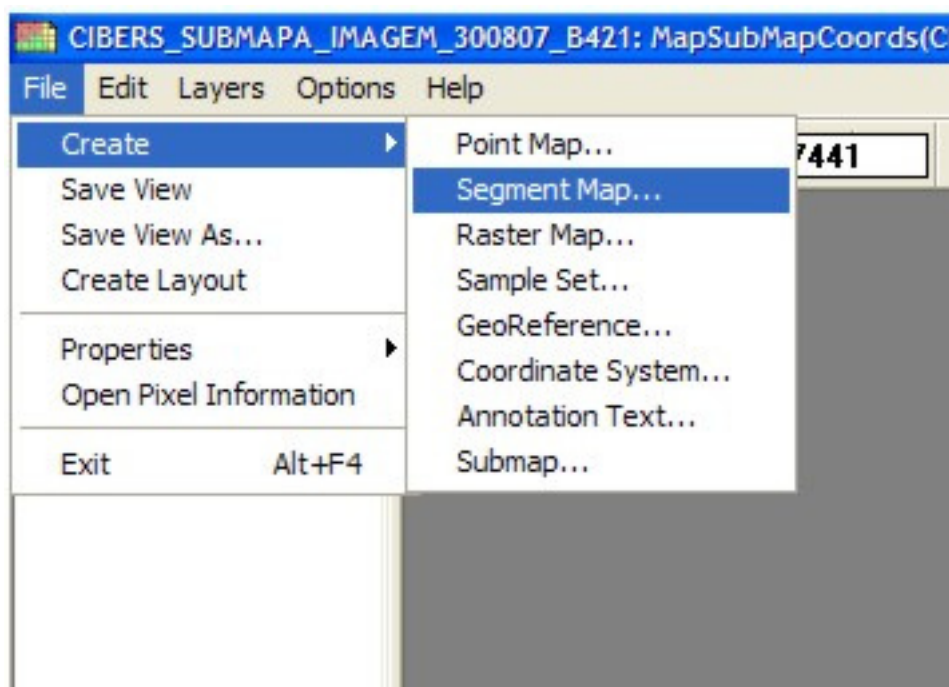 CIBERS_SUBMAPA_IMAGEM_300807_B421: MapSubMapCoords(C
File Edit Layers Options Help
Create
Save View
Save View As...
Create Layout
Properties
Open Pixel Information
Exit Alt+F4
Point Map...
Segment Map...
Raster Map...
Sample Set...
GeoReference...
Coordinate System...
Annotation Text...
Submap...
7441